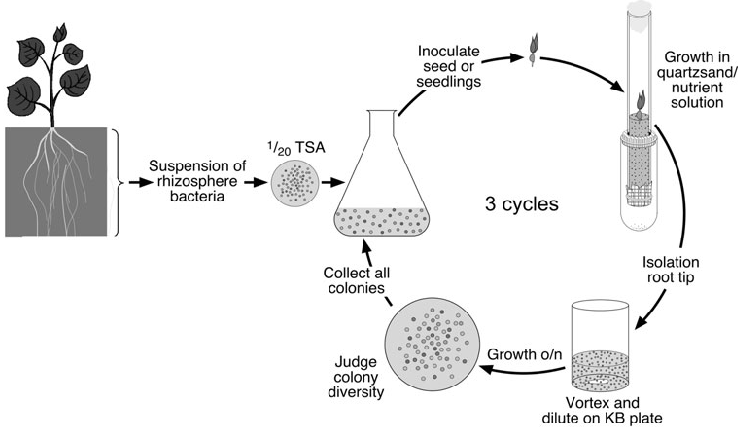 Suspension of
rhizosphere
bacteria
1/20 TSA
Inoculate
seed or
seedlings
Growth in
quartzsand/
nutrient
solution
3 cycles
Isolation
root tip
Vortex and
dilute on KB plate
Growth o/n
Judge
colony
diversity
Collect all
colonies